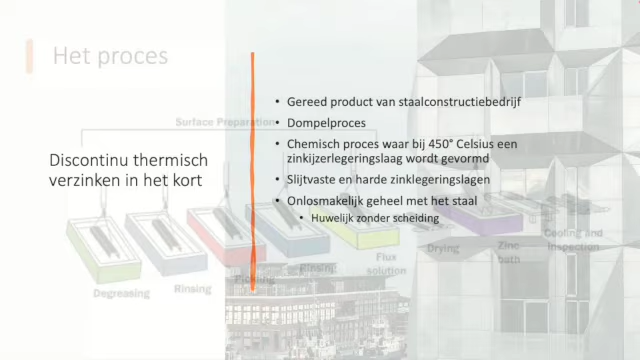 Het proces
Surface Preparation
Discontinu thermisch
verzinken in het kort
• Gereed product van staalconstructiebedrijf
• Dompelproces
• Chemisch proces waar bij 450° Celsius een
zinkijzerlegeringslaag wordt gevormd
• Slijtvaste en harde zinklegeringslagen
• Onlosmakelijk geheel met het staal
• Huwelijk zonder scheiding
Degreasing
Rinsing
Pickling
Rinsing
Flux
solution
Drying
Zinc
bath
Cooling and
Inspection